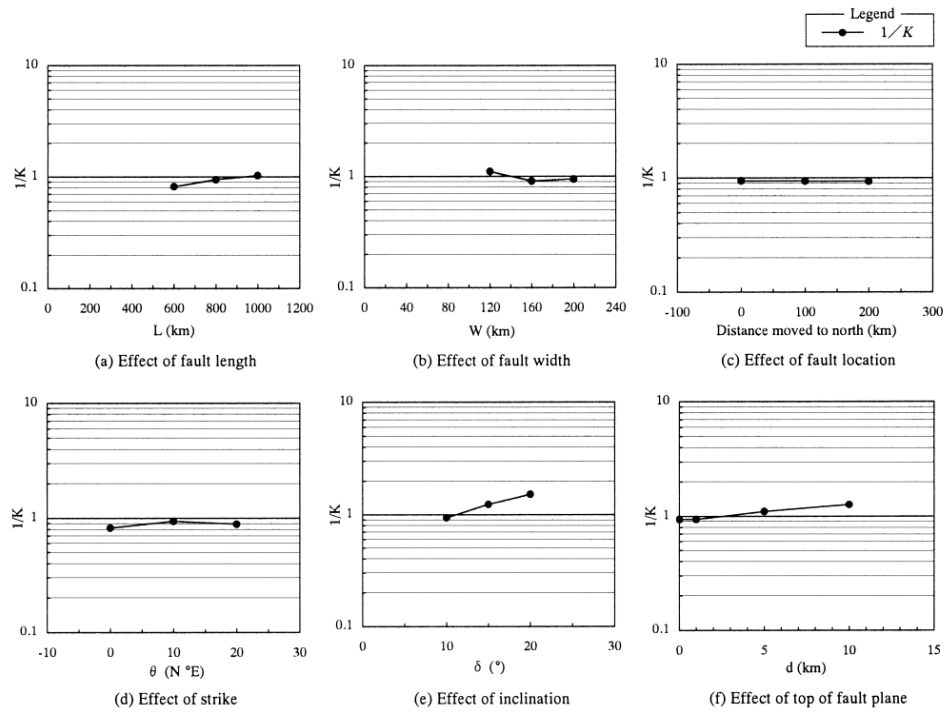 Legend
1/K
10
1
0.1
1/K
0 200 400 600 800 1000 1200
L (km)
(a) Effect of fault length
10
1
0.1
1/K
0 40 80 120 160 200 240
W (km)
(b) Effect of fault width
10
1
0.1
1/K
-100 0 100 200 300
Distance moved to north (km)
(c) Effect of fault location
10
1
0.1
1/K
-10 0 10 20 30
θ (N °E)
(d) Effect of strike
10
1
0.1
1/K
0 10 20 30
δ (°)
(e) Effect of inclination
10
1
0.1
1/K
0 5 10 15
d (km)
(f) Effect of top of fault plane